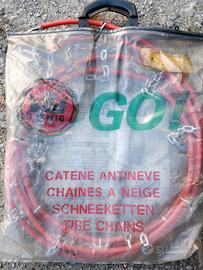 GO!
CATENE ANTINEVE
CHAINES A NEIGE
SCHNEEKETTEN
TIRE CHAINS